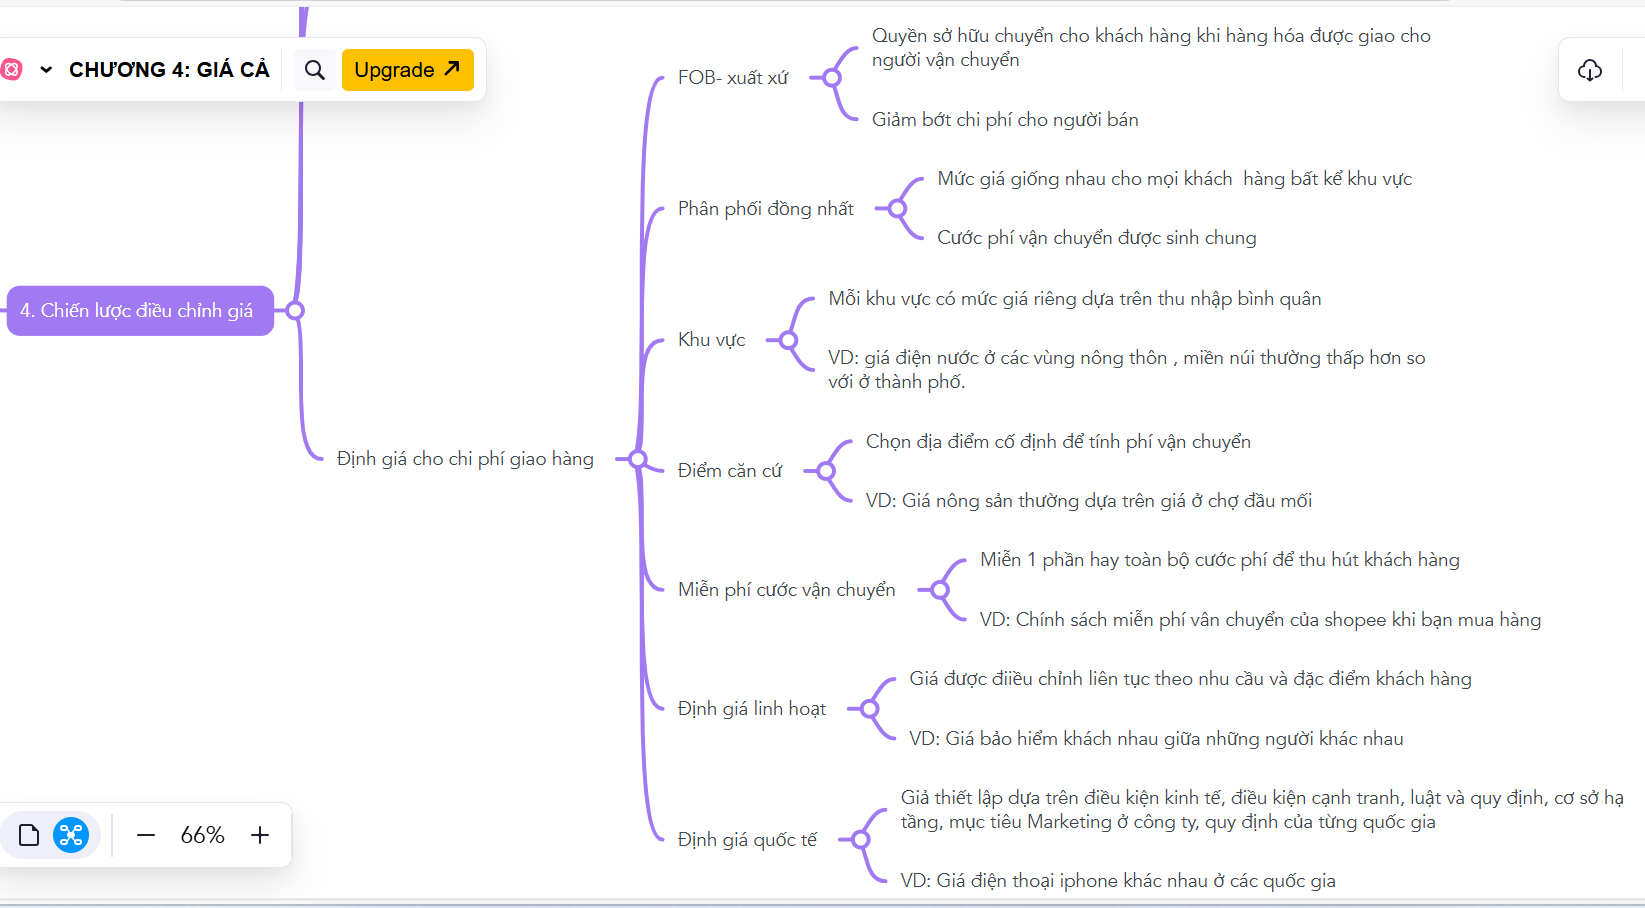 CHƯƠNG 4: GIÁ CẢ
Upgrade
4. Chiến lược điều chỉnh giá
Định giá cho chi phí giao hàng
FOB- xuất xứ
Quyền sở hữu chuyển cho khách hàng khi hàng hóa được giao cho
người vận chuyển
Giảm bớt chi phí cho người bán
Phân phối đồng nhất
Mức giá giống nhau cho mọi khách  hàng bất kể khu vực
Cước phí vận chuyển được sinh chung
Khu vực
Mỗi khu vực có mức giá riêng dựa trên thu nhập bình quân
VD: giá điện nước ở các vùng nông thôn , miền núi thường thấp hơn so
với ở thành phố.
Điểm căn cứ
Chọn địa điểm cố định để tính phí vận chuyển
VD: Giá nông sản thường dựa trên giá ở chợ đầu mối
Miễn phí cước vận chuyển
Miễn 1 phần hay toàn bộ cước phí để thu hút khách hàng
VD: Chính sách miễn phí vân chuyển của shopee khi bạn mua hàng
Định giá linh hoạt
Giá được điiều chỉnh liên tục theo nhu cầu và đặc điểm khách hàng
VD: Giá bảo hiểm khách nhau giữa những người khác nhau
Định giá quốc tế
Giả thiết lập dựa trên điều kiện kinh tế, điều kiện cạnh tranh, luật và quy định, cơ sở hạ
tầng, mục tiêu Marketing ở công ty, quy định của từng quốc gia
VD: Giá điện thoại iphone khác nhau ở các quốc gia
66%